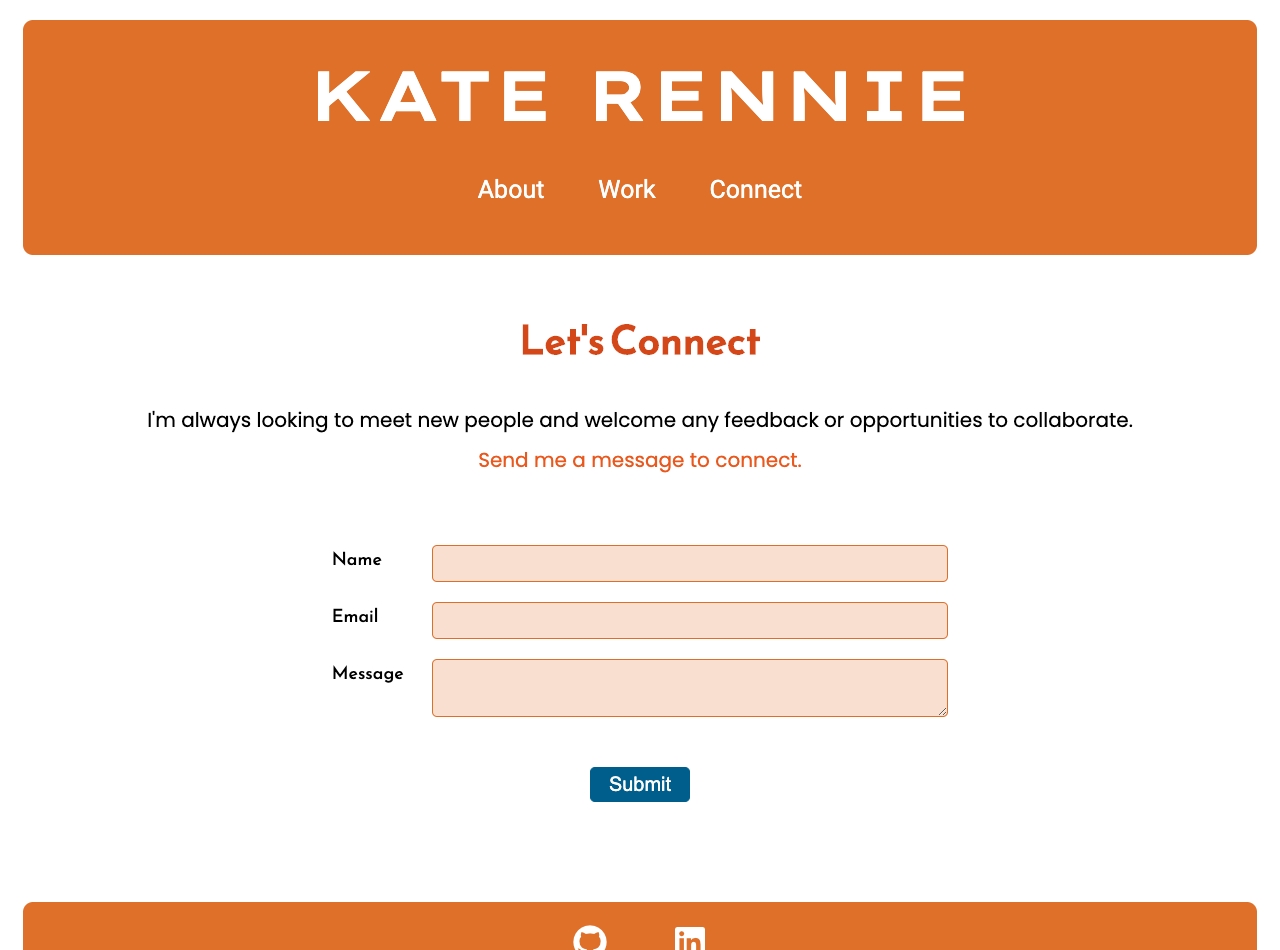 KATE RENNIE
About Work Connect
Let's Connect
I'm always looking to meet new people and welcome any feedback or opportunities to collaborate.
Send me a message to connect.
Name
Email
Message
Submit
in